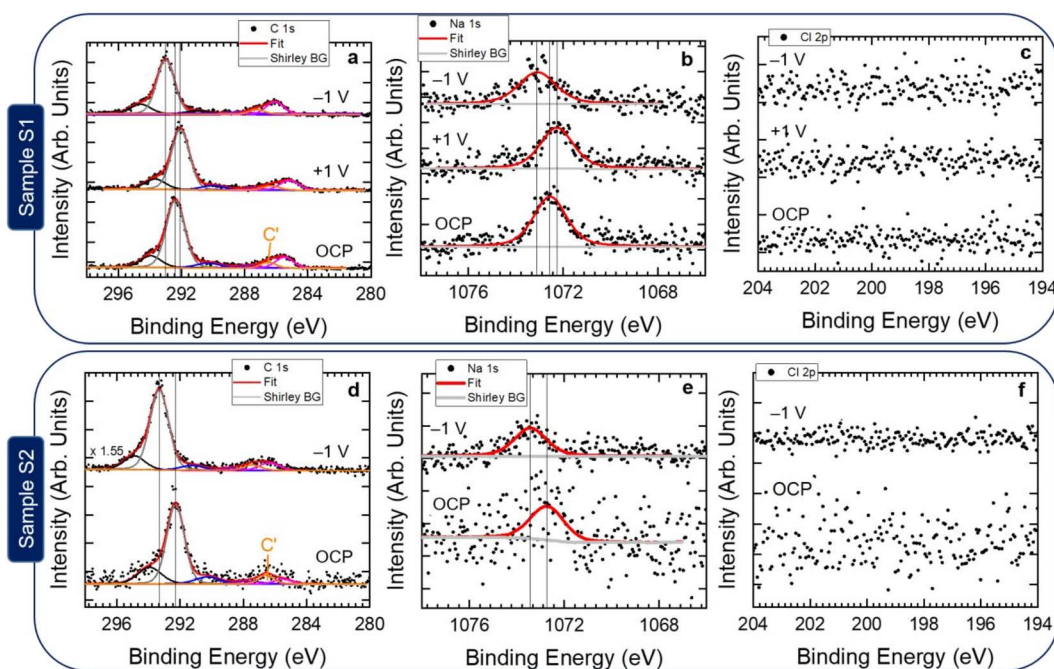 Sample S1
C 1s
Fit
Shirley BG
a
–1 V
+1 V
OCP
C'
Intensity (Arb. Units)
296 292 288 284 280
Binding Energy (eV)
Na 1s
Fit
Shirley BG
b
–1 V
+1 V
OCP
Intensity (Arb. Units)
1076 1072 1068
Binding Energy (eV)
Cl 2p
c
–1 V
+1 V
OCP
Intensity (Arb. Units)
204 202 200 198 196 194
Binding Energy (eV)
Sample S2
C 1s
Fit
Shirley BG
d
x 1.55
–1 V
OCP
C'
Intensity (Arb. Units)
296 292 288 284 280
Binding Energy (eV)
Na 1s
Fit
Shirley BG
e
–1 V
OCP
Intensity (Arb. Units)
1076 1072 1068
Binding Energy (eV)
Cl 2p
f
–1 V
OCP
Intensity (Arb. Units)
204 202 200 198 196 194
Binding Energy (eV)